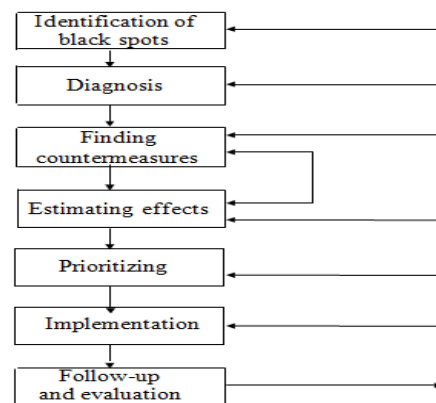 Identification of
black spots
Diagnosis
Finding
countermeasures
Estimating effects
Prioritizing
Implementation
Follow-up
and evaluation